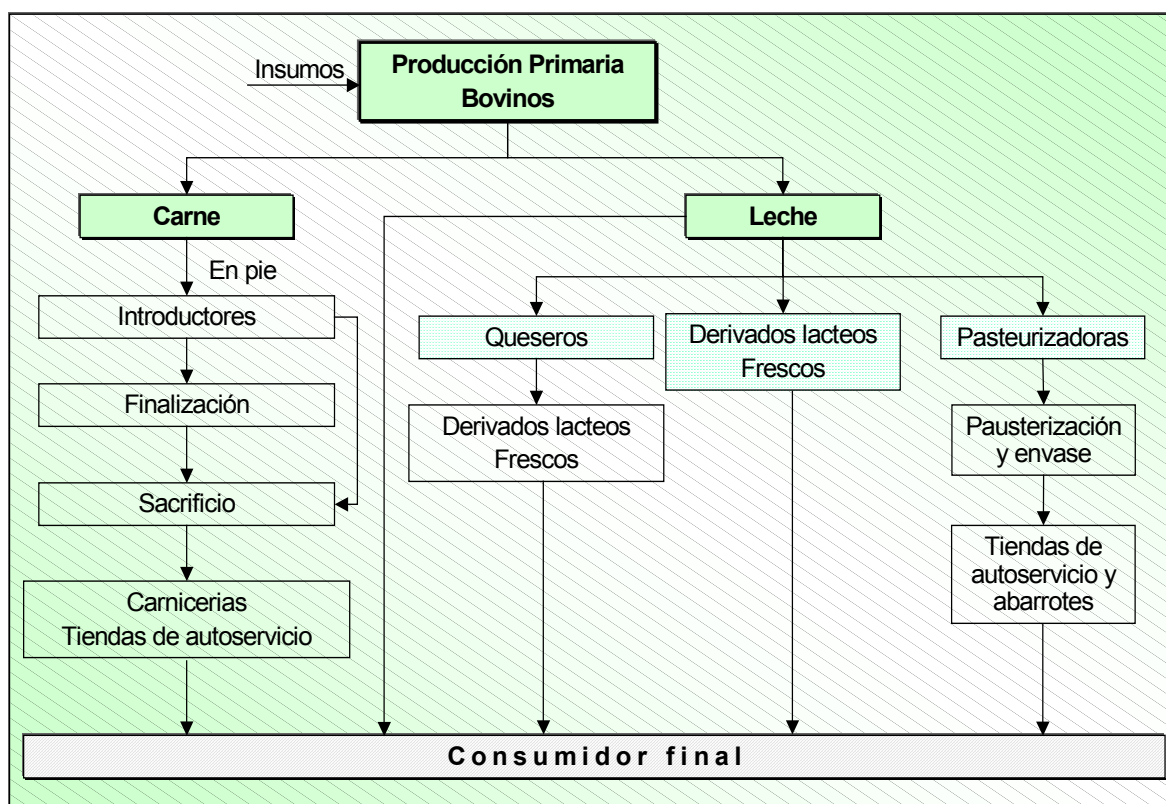 Insumos
Producción Primaria
Bovinos
Carne
Leche
En pie
Introductores
Finalización
Sacrificio
Carnicerias
Tiendas de autoservicio
Queseros
Derivados lacteos
Frescos
Derivados lacteos
Frescos
Pasteurizadoras
Pausterización
y envase
Tiendas de
autoservicio y
abarrotes
Consumidor final